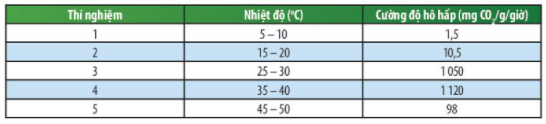 Thí nghiệm Nhiệt độ (°C) Cường độ hô hấp (mg CO₂/g/giờ)
1 5 – 10 1,5
2 15 – 20 10,5
3 25 – 30 1 050
4 35 – 40 1 120
5 45 – 50 98